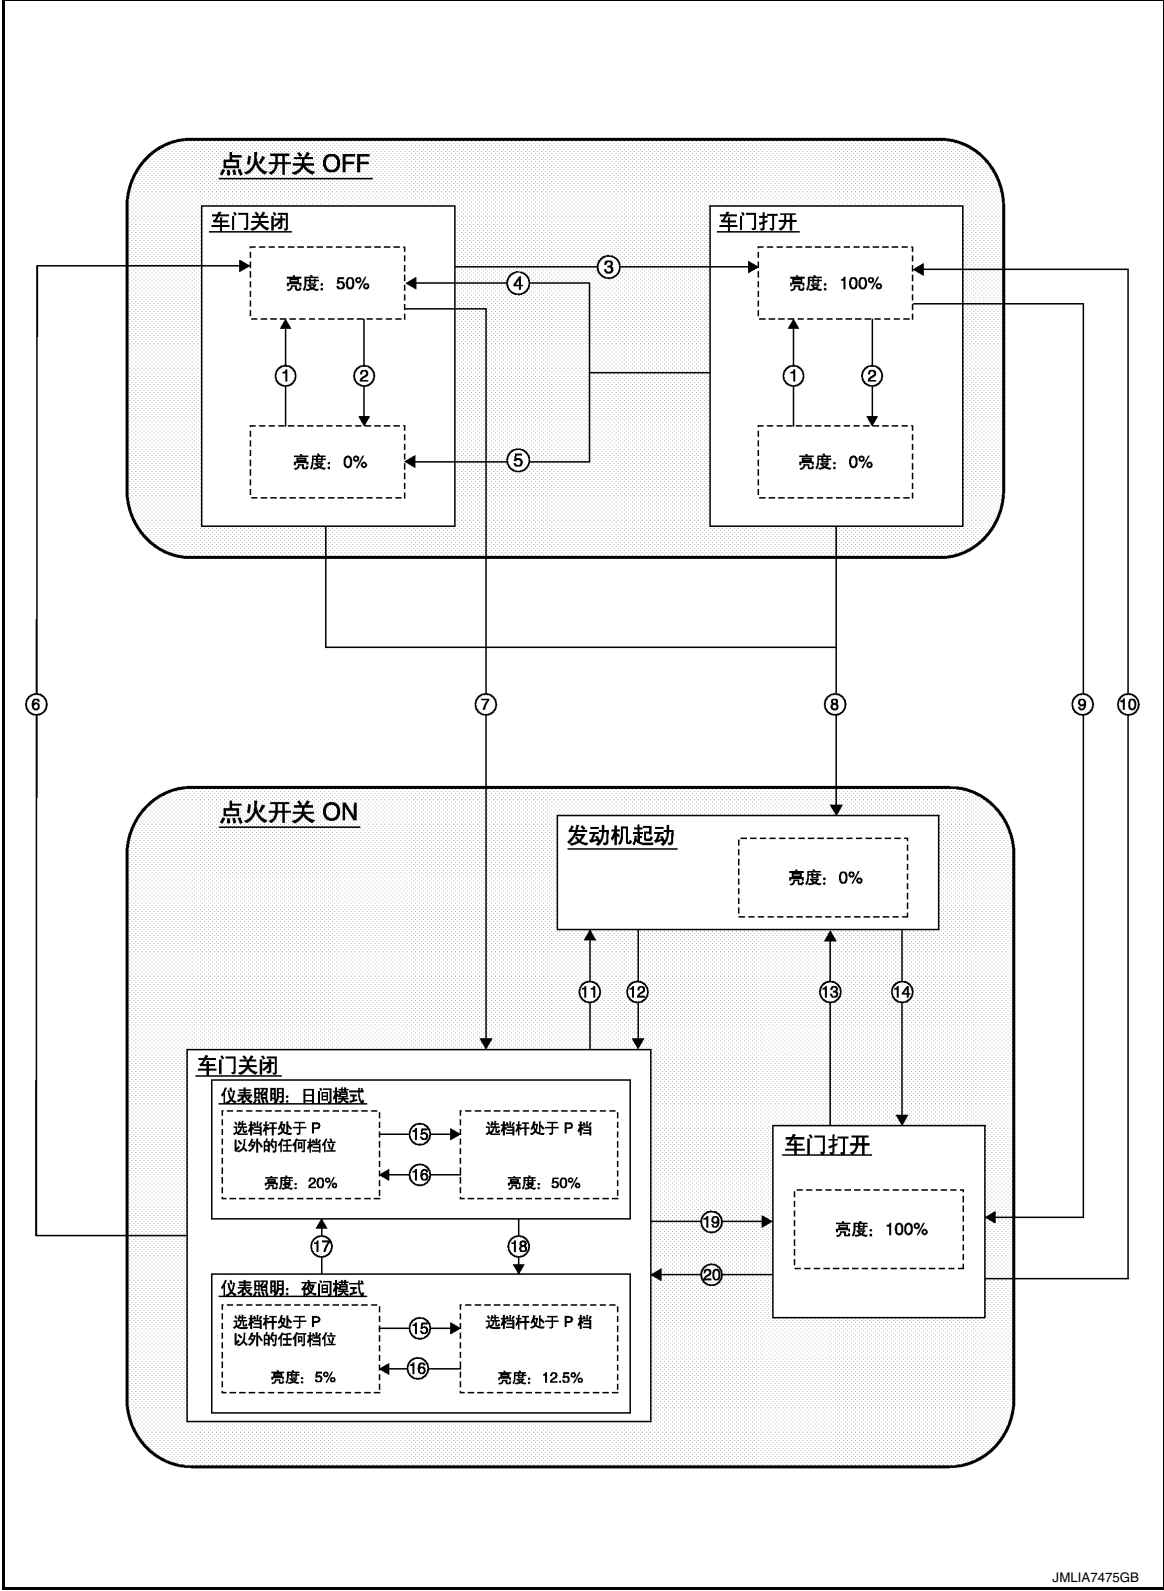 点火开关 OFF
车门关闭
车门打开
亮度：50%
③
④
亮度：100%
①
②
①
②
亮度：0%
⑤
亮度：0%
⑥
⑦
⑧
⑨
⑩
点火开关 ON
发动机起动
亮度：0%
⑪
⑫
⑬
⑭
车门关闭
仪表照明：日间模式
选档杆处于 P
以外的任何档位
亮度：20%
⑮
⑯
选档杆处于 P 档
亮度：50%
车门打开
亮度：100%
⑰
⑱
⑲
⑳
仪表照明：夜间模式
选档杆处于 P
以外的任何档位
亮度：5%
⑮
⑯
选档杆处于 P 档
亮度：12.5%
JMLIA7475GB